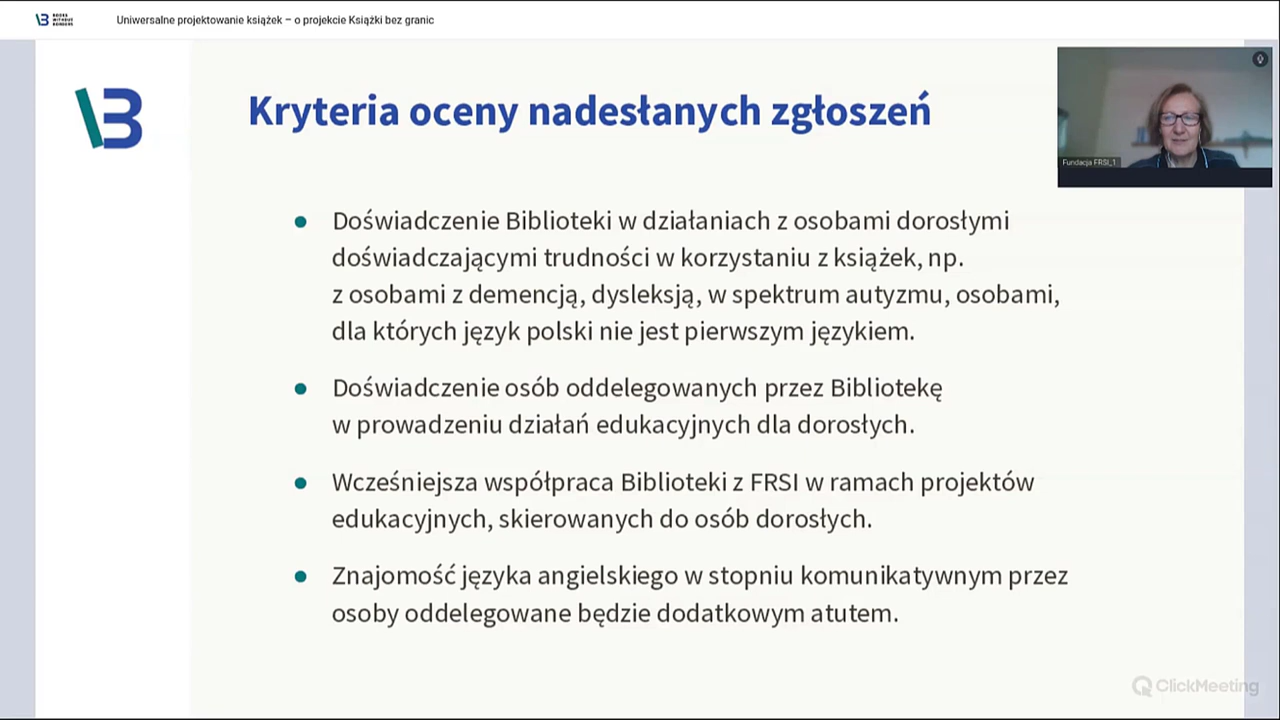 BOOKS
WITHOUT
BORDERS
Uniwersalne projektowanie książek – o projekcie Książki bez granic
Kryteria oceny nadesłanych zgłoszeń
Fundacja FRSI_1
● Doświadczenie Biblioteki w działaniach z osobami dorosłymi
doświadczającymi trudności w korzystaniu z książek, np.
z osobami z demencją, dysleksją, w spektrum autyzmu, osobami,
dla których język polski nie jest pierwszym językiem.
● Doświadczenie osób oddelegowanych przez Bibliotekę
w prowadzeniu działań edukacyjnych dla dorosłych.
● Wcześniejsza współpraca Biblioteki z FRSI w ramach projektów
edukacyjnych, skierowanych do osób dorosłych.
● Znajomość języka angielskiego w stopniu komunikatywnym przez
osoby oddelegowane będzie dodatkowym atutem.
ClickMeeting